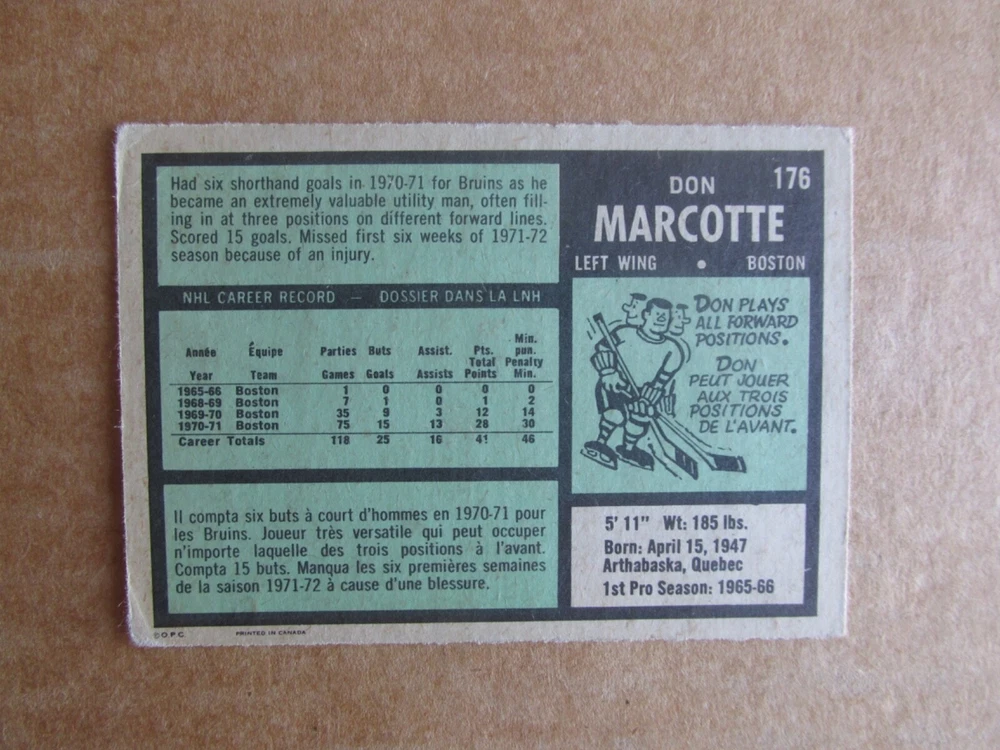 Had six shorthand goals in 1970-71 for Bruins as he
became an extremely valuable utility man, often fill-
ing in at three positions on different forward lines.
Scored 15 goals. Missed first six weeks of 1971-72
season because of an injury.
DON 176
MARCOTTE
LEFT WING • BOSTON
NHL CAREER RECORD — DOSSIER DANS LA LNH
Année Équipe Parties Buts Assist. Pts. Total Min. pun.
Year Team Games Goals Assists Points Penalty Min.
1965-66 Boston 1 0 0 0 0
1968-69 Boston 7 1 0 1 2
1969-70 Boston 35 9 3 12 14
1970-71 Boston 75 15 13 28 30
Career Totals 118 25 16 41 46
DON PLAYS
ALL FORWARD
POSITIONS.
DON
PEUT JOUER
AUX TROIS
POSITIONS
DE L'AVANT.
Il compta six buts à court d'hommes en 1970-71 pour
les Bruins. Joueur très versatile qui peut occuper
n'importe laquelle des trois positions à l'avant.
Compta 15 buts. Manqua les six premières semaines
de la saison 1971-72 à cause d'une blessure.
5' 11" Wt: 185 lbs.
Born: April 15, 1947
Arthabaska, Quebec
1st Pro Season: 1965-66
©O.P.C. PRINTED IN CANADA